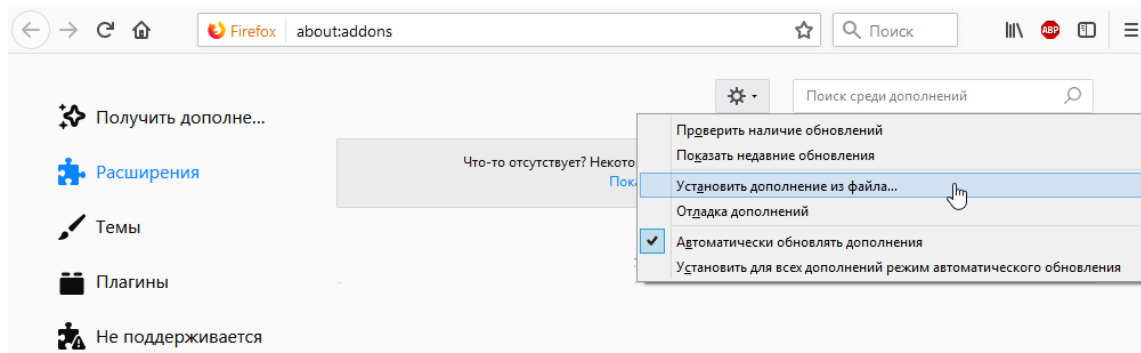 Firefox about:addons
Поиск
ABP
Поиск среди дополнений
Получить дополне...
Расширения
Темы
Плагины
Не поддерживается
Что-то отсутствует?
Проверить наличие обновлений
Показать недавние обновления
Установить дополнение из файла...
Отладка дополнений
Автоматически обновлять дополнения
Установить для всех дополнений режим автоматического обновления